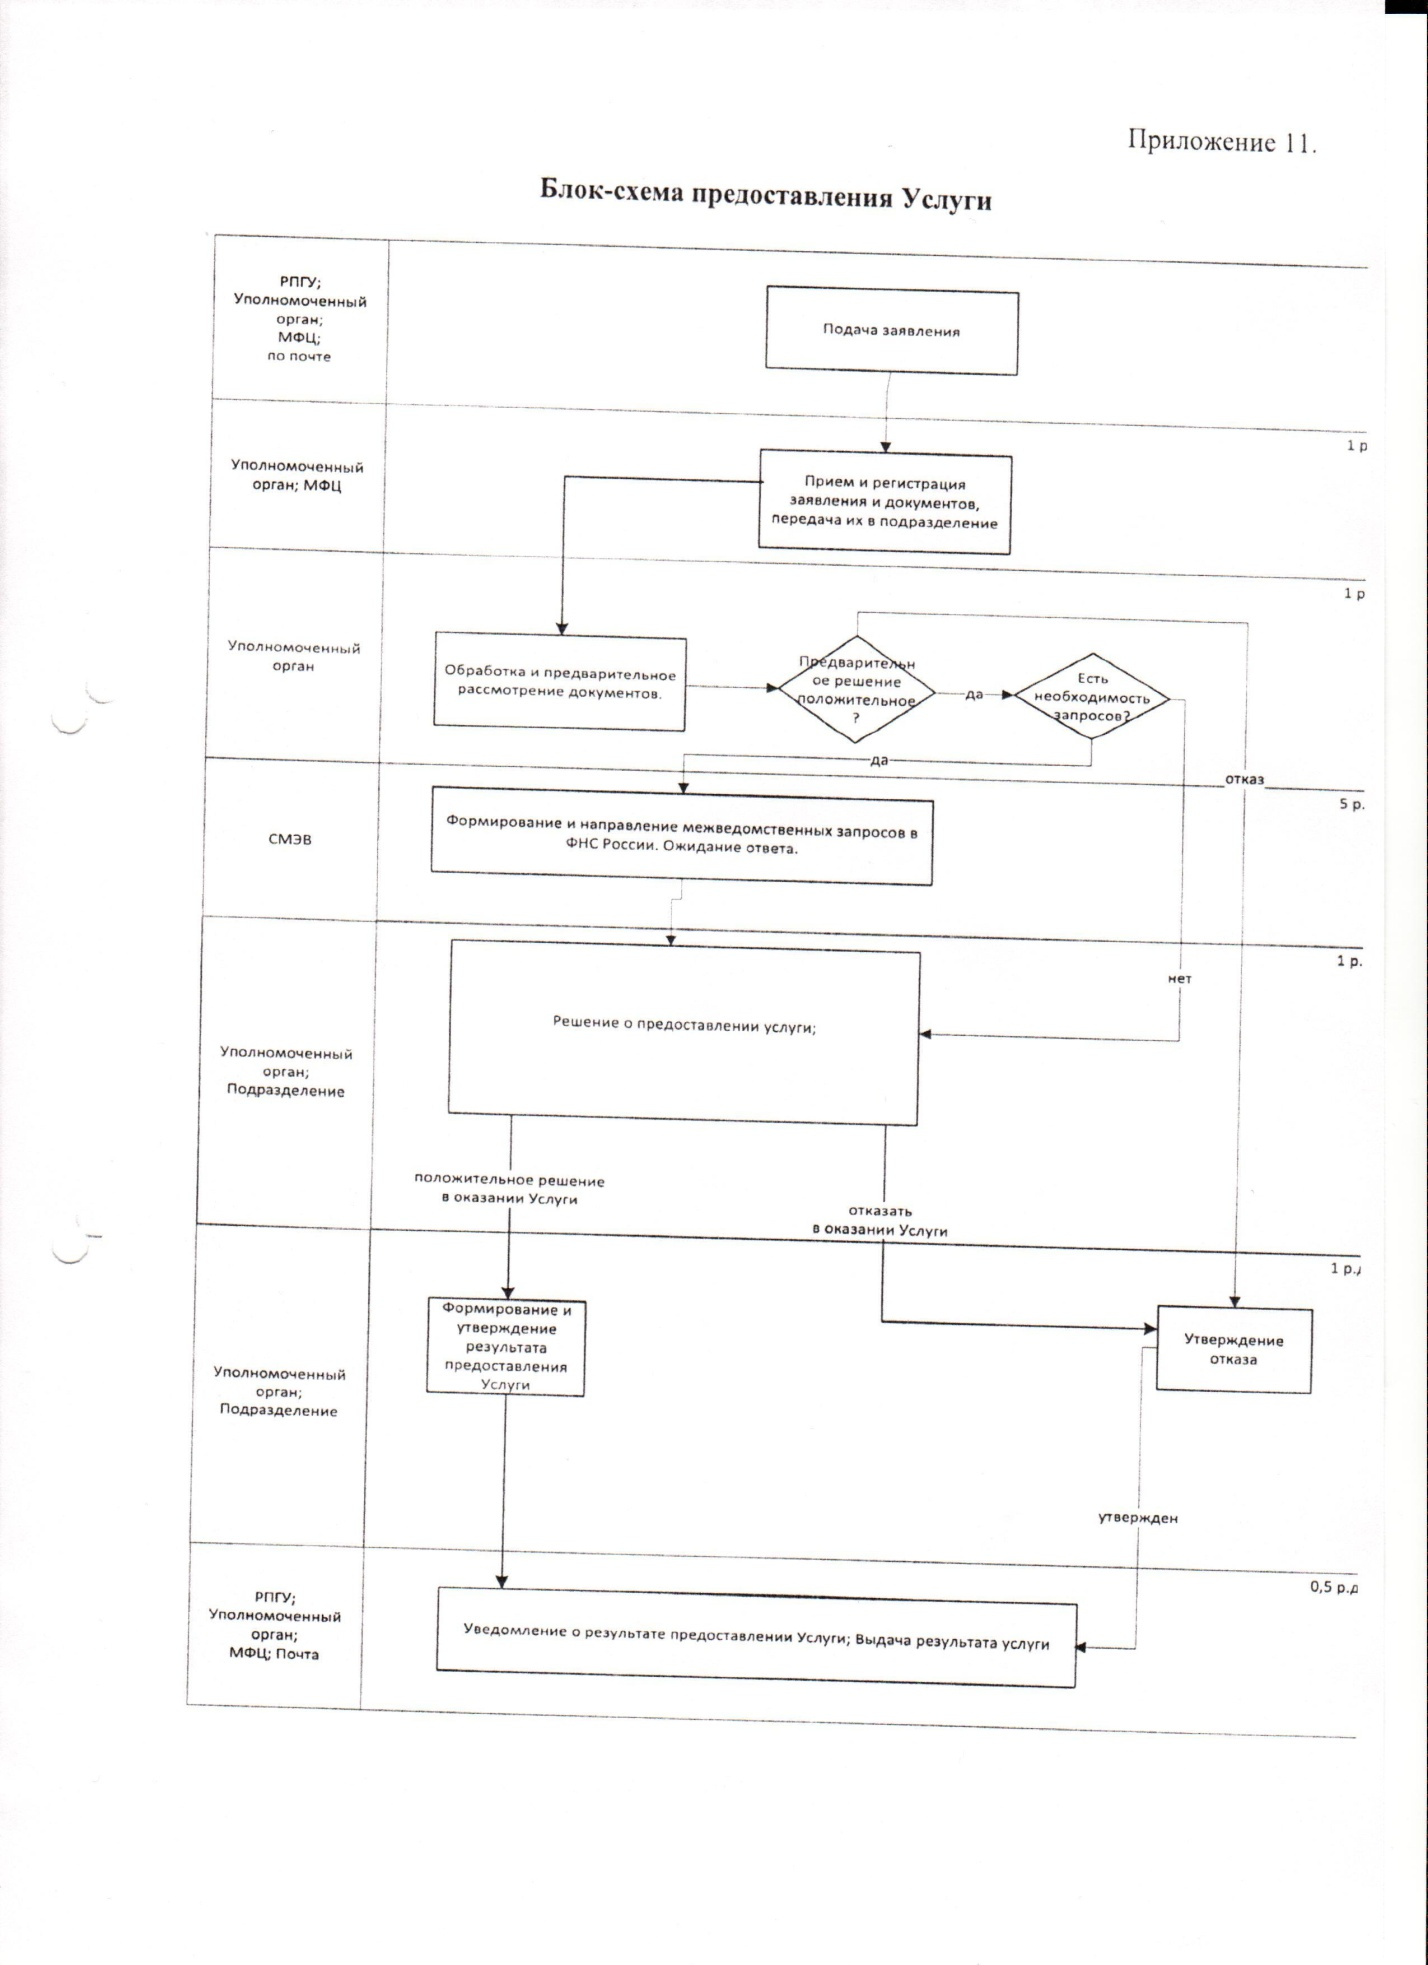 Приложение 11.
Блок-схема предоставления Услуги
РПГУ;
Уполномоченный
орган;
МФЦ;
по почте
Подача заявления
1 р
Уполномоченный
орган; МФЦ
Прием и регистрация
заявления и документов,
передача их в подразделение
1 р
Уполномоченный
орган
Обработка и предварительное
рассмотрение документов.
Предварительн
ое решение
положительное
?
да
Есть
необходимость
запросов?
да
отказ
5 р.
СМЭВ
Формирование и направление межведомственных запросов в
ФНС России. Ожидание ответа.
1 р.
нет
Уполномоченный
орган;
Подразделение
Решение о предоставлении услуги;
положительное решение
в оказании Услуги
отказать
в оказании Услуги
1 р.
Уполномоченный
орган;
Подразделение
Формирование и
утверждение
результата
предоставления
Услуги
Утверждение
отказа
утвержден
0,5 р.д
РПГУ;
Уполномоченный
орган;
МФЦ; Почта
Уведомление о результате предоставлении Услуги; Выдача результата услуги